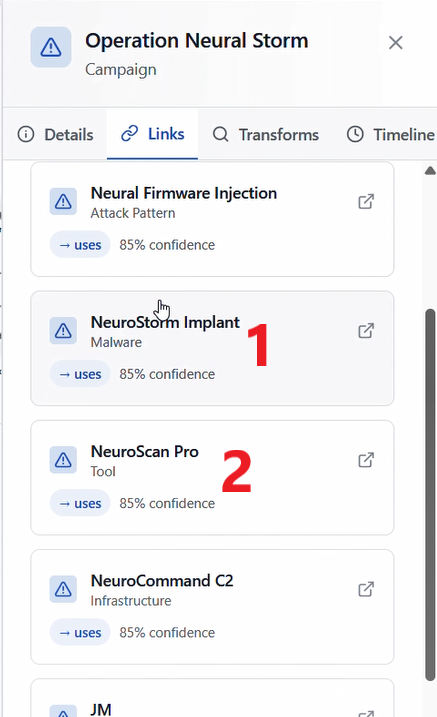 Operation Neural Storm
Campaign
Details Links Transforms Timeline
Neural Firmware Injection
Attack Pattern
→ uses 85% confidence
NeuroStorm Implant
Malware
1
→ uses 85% confidence
NeuroScan Pro
Tool
2
→ uses 85% confidence
NeuroCommand C2
Infrastructure
→ uses 85% confidence
JM